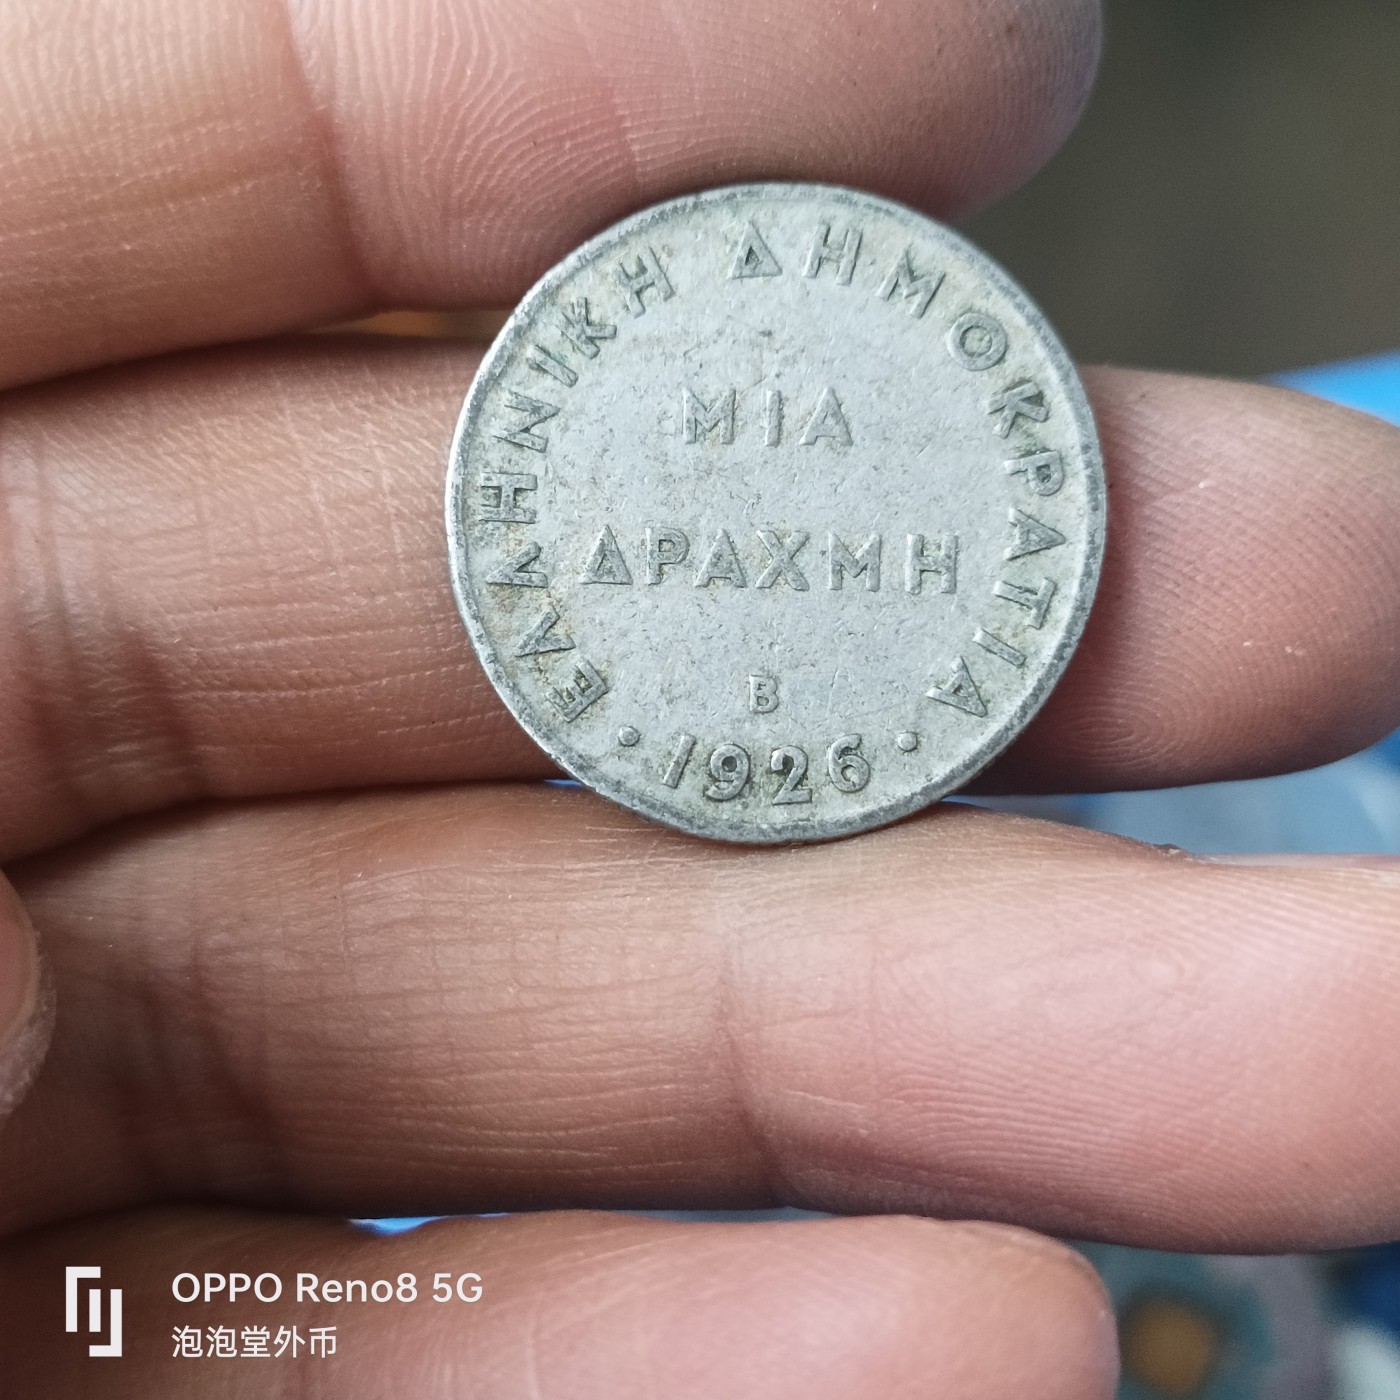 ΕΛΛΗΝΙΚΗ ΔΗΜΟΚΡΑΤΙΑ
ΜΙΑ
ΔΡΑΧΜΗ
Β
· 1926 ·
OPPO Reno8 5G
泡泡堂外币